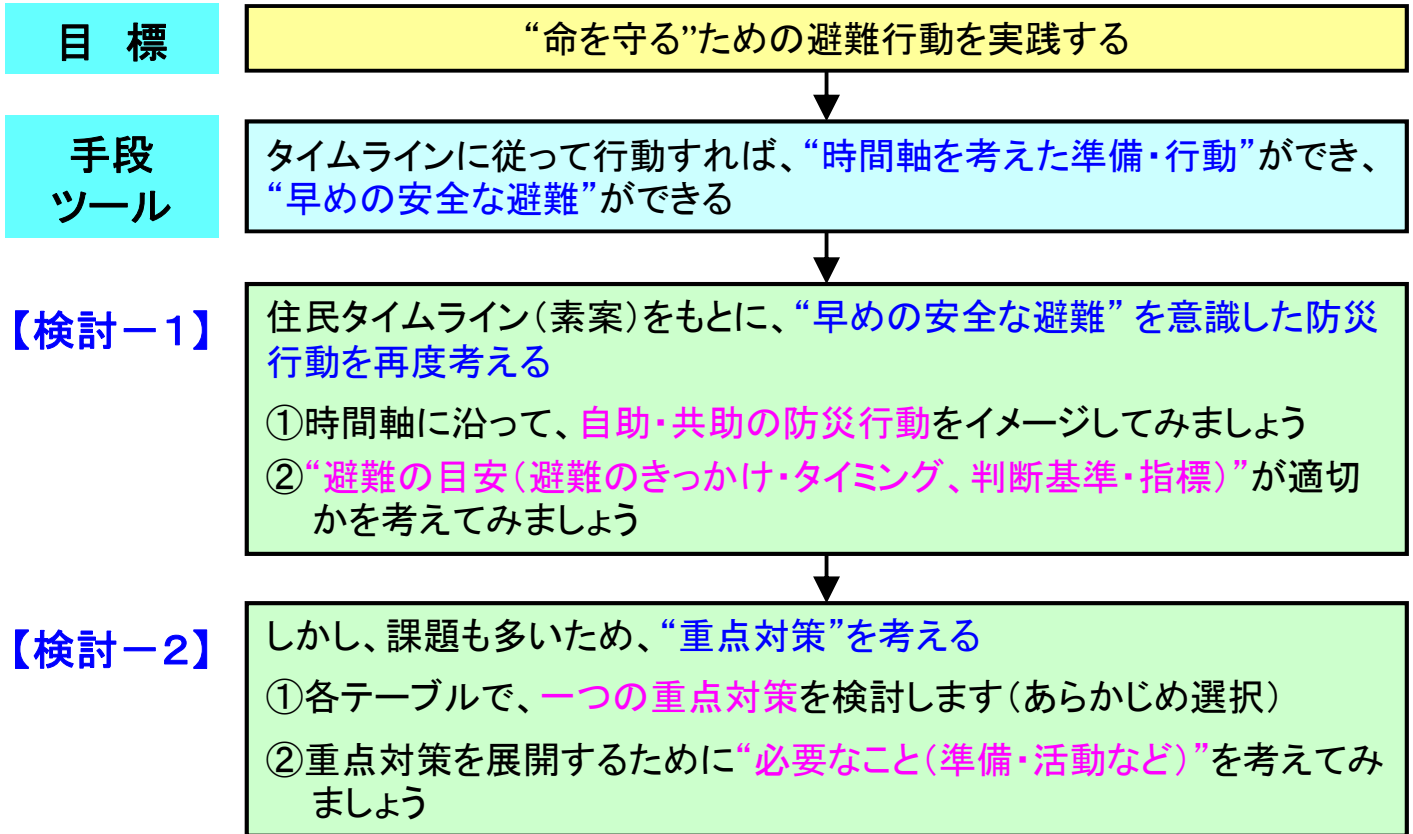 目 標
“命を守る”ための避難行動を実践する
手段
ツール
タイムラインに従って行動すれば、“時間軸を考えた準備・行動”ができ、
“早めの安全な避難”ができる
【検討－１】
住民タイムライン（素案）をもとに、“早めの安全な避難” を意識した防災
行動を再度考える
①時間軸に沿って、自助・共助の防災行動をイメージしてみましょう
②“避難の目安（避難のきっかけ・タイミング、判断基準・指標）”が適切
かを考えてみましょう
【検討－２】
しかし、課題も多いため、“重点対策”を考える
①各テーブルで、一つの重点対策を検討します（あらかじめ選択）
②重点対策を展開するために“必要なこと（準備・活動など）”を考えてみ
ましょう